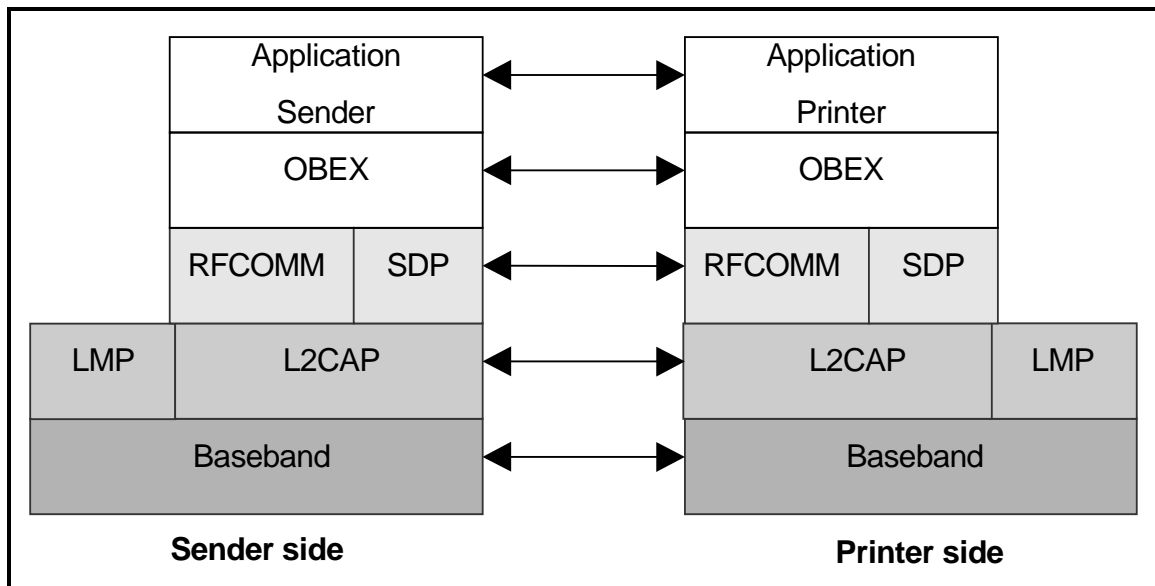 Application
Sender
Application
Printer
OBEX
OBEX
RFCOMM
SDP
RFCOMM
SDP
LMP
L2CAP
L2CAP
LMP
Baseband
Baseband
Sender side
Printer side